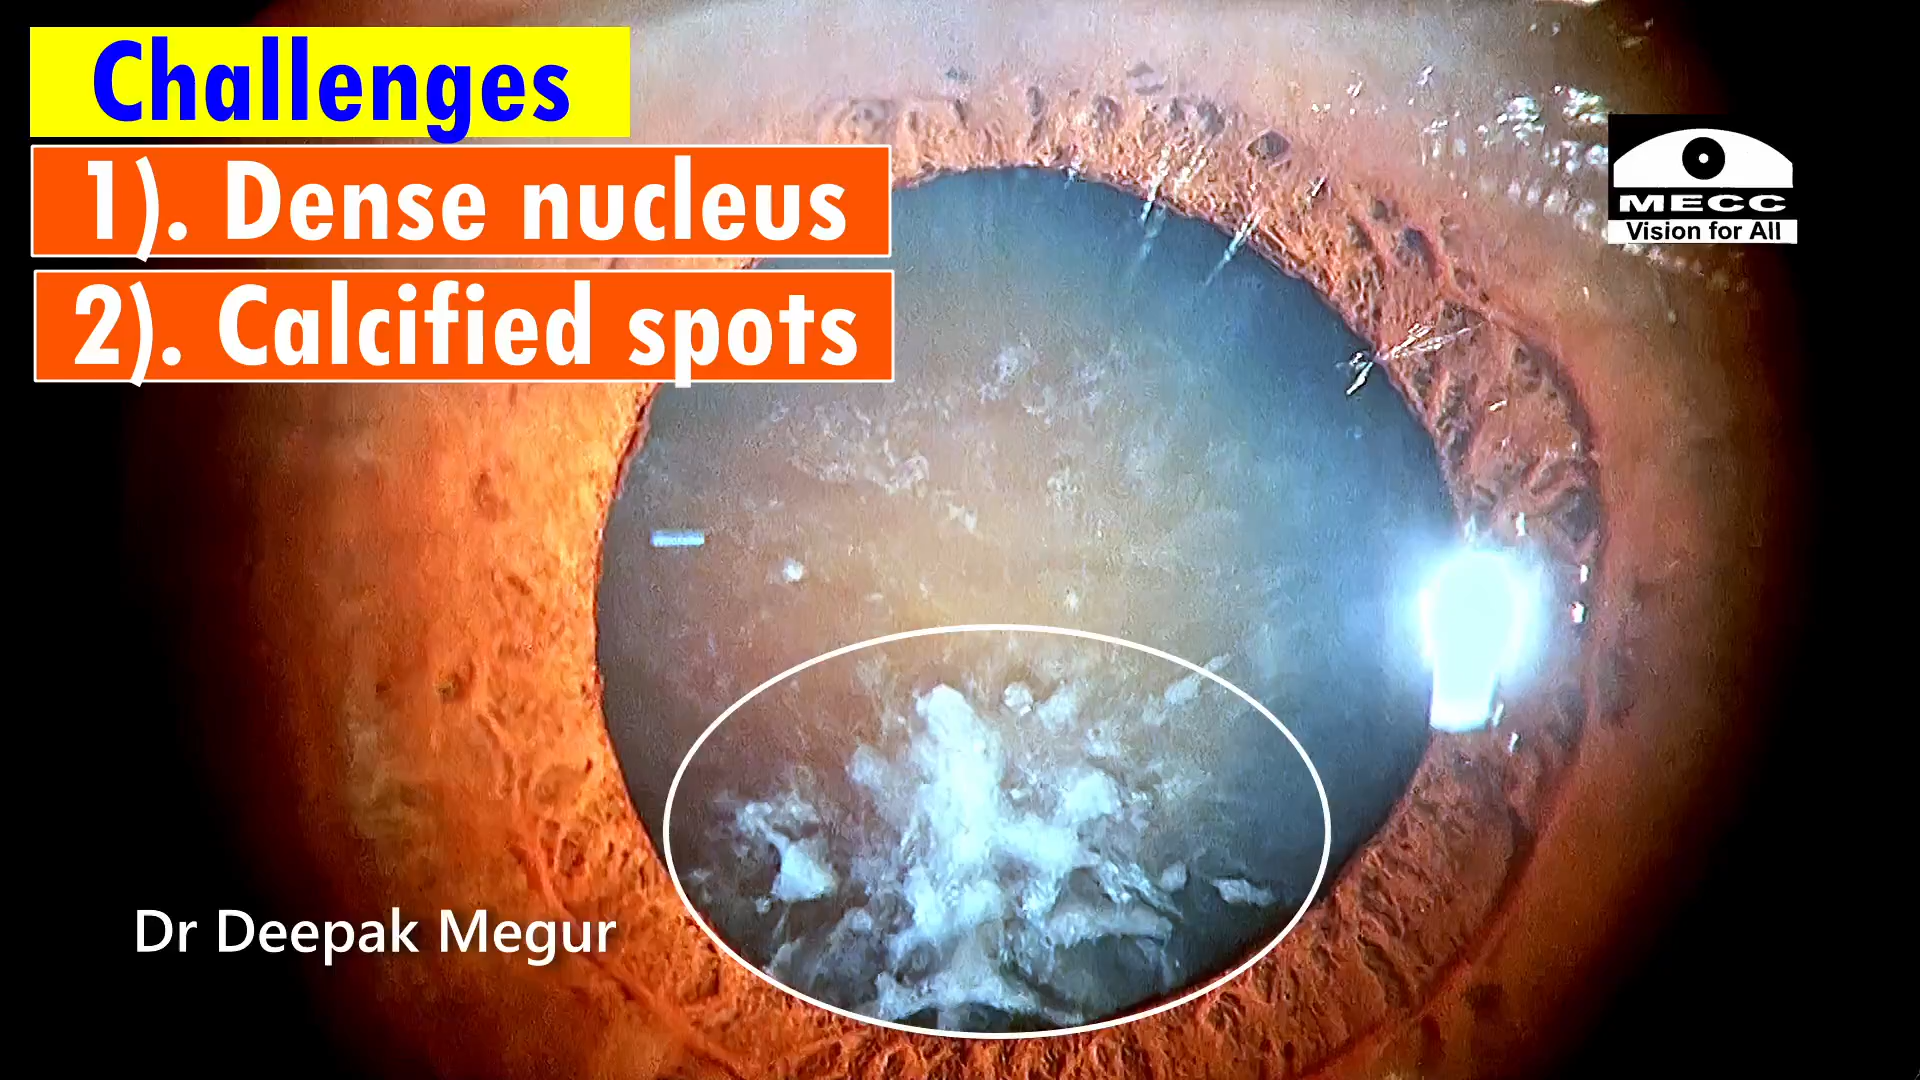 Challenges
1). Dense nucleus
2). Calcified spots
MECC
Vision for All
Dr Deepak Megur